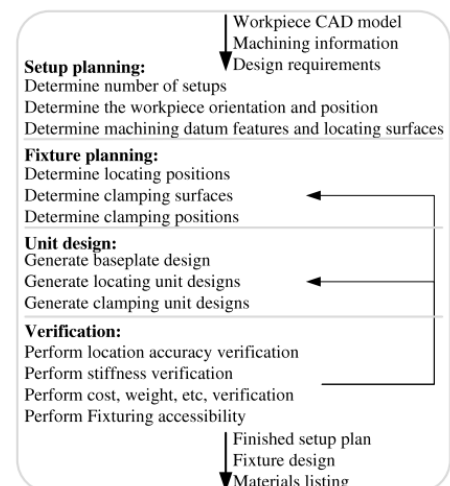 Workpiece CAD model
Machining information
Design requirements
Setup planning:
Determine number of setups
Determine the workpiece orientation and position
Determine machining datum features and locating surfaces
Fixture planning:
Determine locating positions
Determine clamping surfaces
Determine clamping positions
Unit design:
Generate baseplate design
Generate locating unit designs
Generate clamping unit designs
Verification:
Perform location accuracy verification
Perform stiffness verification
Perform cost, weight, etc, verification
Perform Fixturing accessibility
Finished setup plan
Fixture design
Materials listing